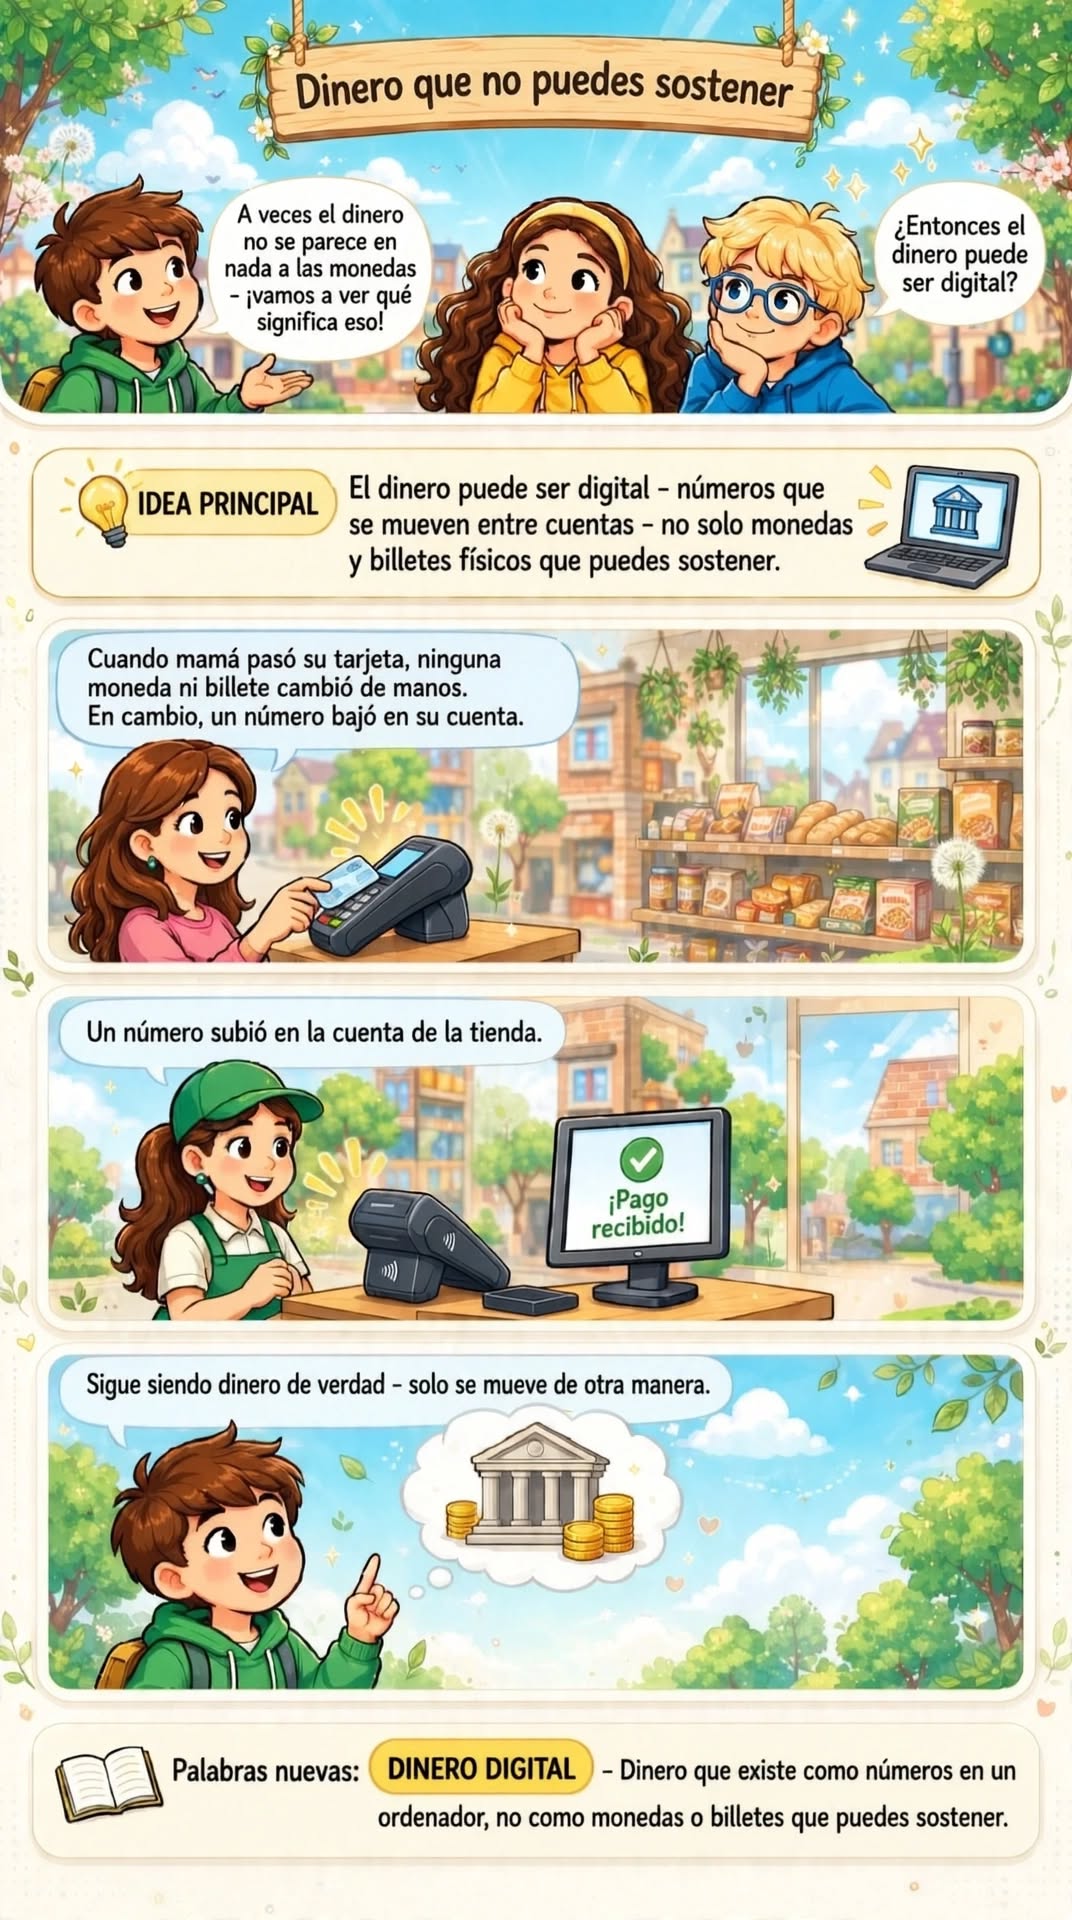 Dinero que no puedes sostener
A veces el dinero
no se parece en
nada a las monedas
– ¡vamos a ver qué
significa eso!
¿Entonces el
dinero puede
ser digital?
IDEA PRINCIPAL
El dinero puede ser digital – números que
se mueven entre cuentas – no solo monedas
y billetes físicos que puedes sostener.
Cuando mamá pasó su tarjeta, ninguna
moneda ni billete cambió de manos.
En cambio, un número bajó en su cuenta.
Un número subió en la cuenta de la tienda.
¡Pago
recibido!
Sigue siendo dinero de verdad – solo se mueve de otra manera.
Palabras nuevas: DINERO DIGITAL – Dinero que existe como números en un
ordenador, no como monedas o billetes que puedes sostener.